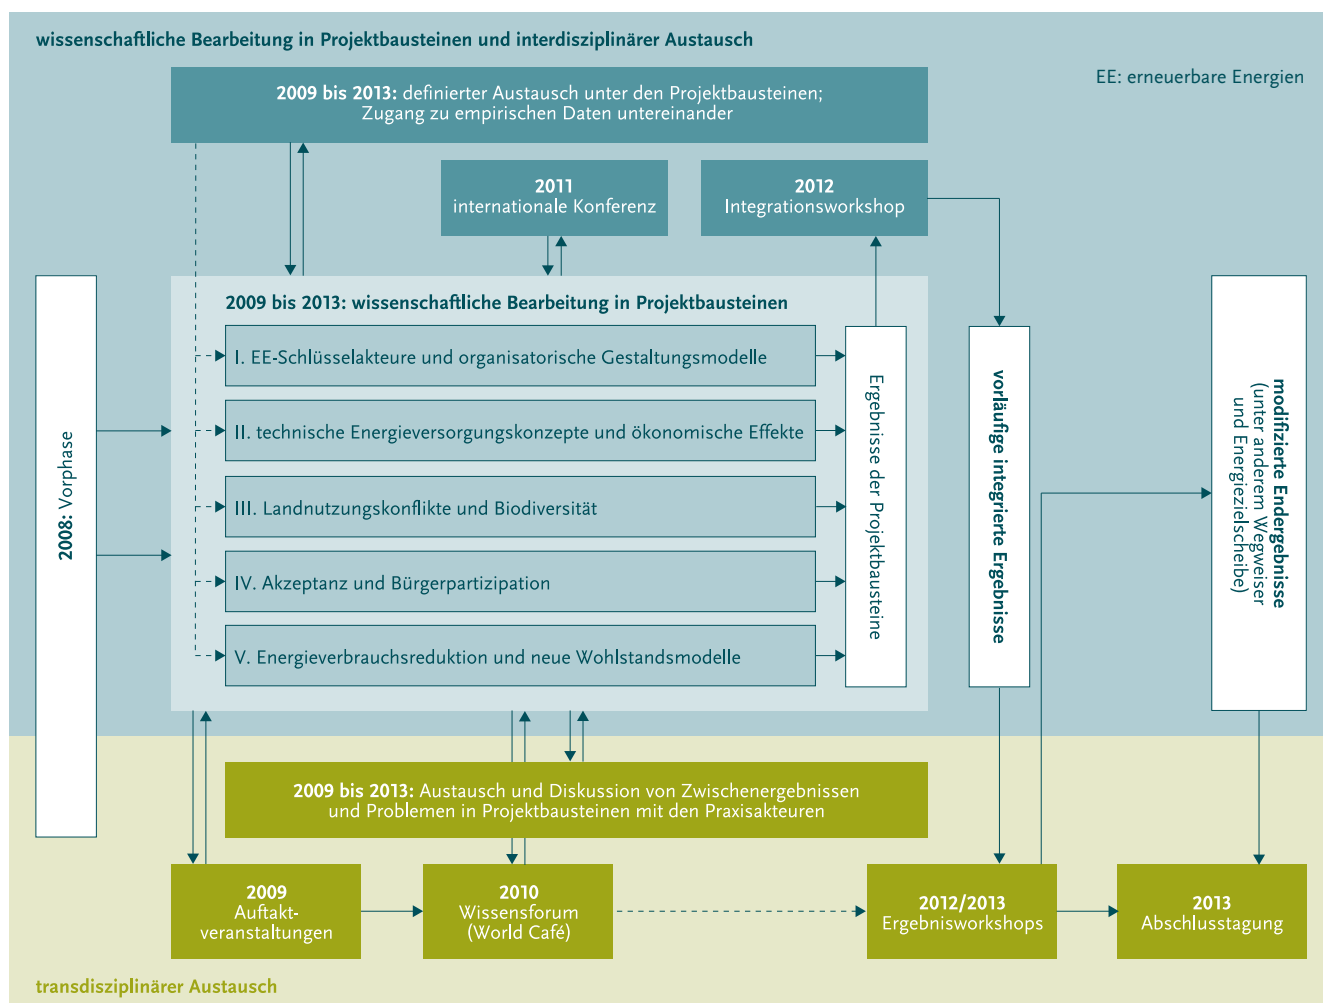 wissenschaftliche Bearbeitung in Projektbausteinen und interdisziplinärer Austausch
EE: erneuerbare Energien
2009 bis 2013: definierter Austausch unter den Projektbausteinen;
Zugang zu empirischen Daten untereinander
2011
internationale Konferenz
2012
Integrationsworkshop
2008: Vorphase
2009 bis 2013: wissenschaftliche Bearbeitung in Projektbausteinen
I. EE-Schlüsselakteure und organisatorische Gestaltungsmodelle
II. technische Energieversorgungskonzepte und ökonomische Effekte
III. Landnutzungskonflikte und Biodiversität
IV. Akzeptanz und Bürgerpartizipation
V. Energieverbrauchsreduktion und neue Wohlstandsmodelle
Ergebnisse der Projektbausteine
vorläufige integrierte Ergebnisse
modifizierte Endergebnisse
(unter anderem Wegweiser
und Energiezielscheibe)
2009 bis 2013: Austausch und Diskussion von Zwischenergebnissen
und Problemen in Projektbausteinen mit den Praxisakteuren
2009
Auftakt-
veranstaltungen
2010
Wissensforum
(World Café)
2012/2013
Ergebnisworkshops
2013
Abschlusstagung
transdisziplinärer Austausch